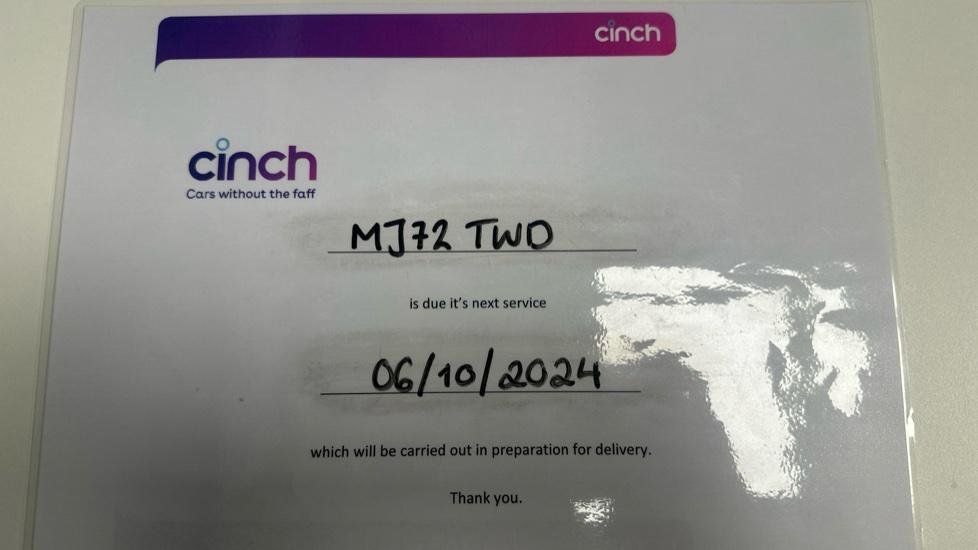 cinch
cinch
Cars without the faff
MJ72 TWD
is due it's next service
06/10/2024
which will be carried out in preparation for delivery.
Thank you.